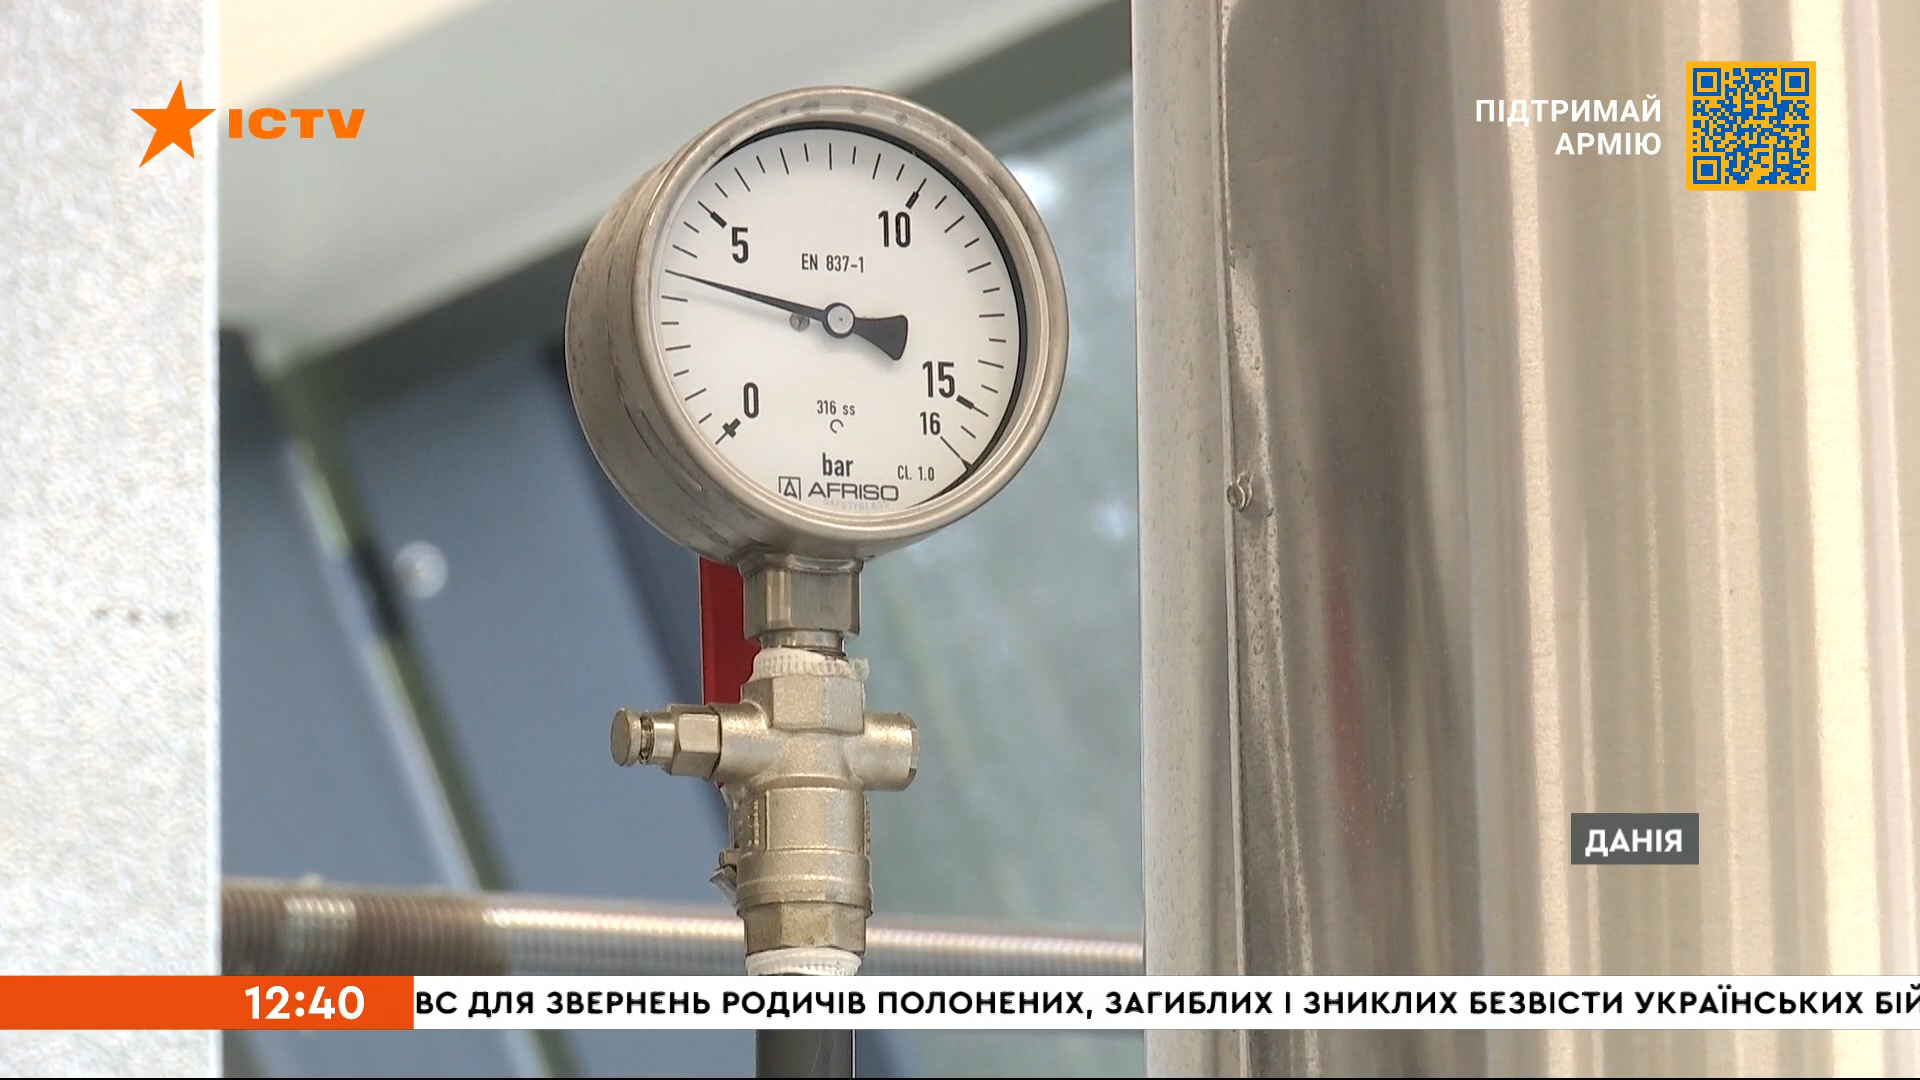 ICTV
ПІДТРИМАЙ
АРМІЮ
5
10
EN 837-1
0
15
316 ss
16
bar
CL. 1.0
AFRISO
SAFETYGLASS
ДАНІЯ
12:40
ВС ДЛЯ ЗВЕРНЕНЬ РОДИЧІВ ПОЛОНЕНИХ, ЗАГИБЛИХ І ЗНИКЛИХ БЕЗВІСТИ УКРАЇНСЬКИХ БІЙ